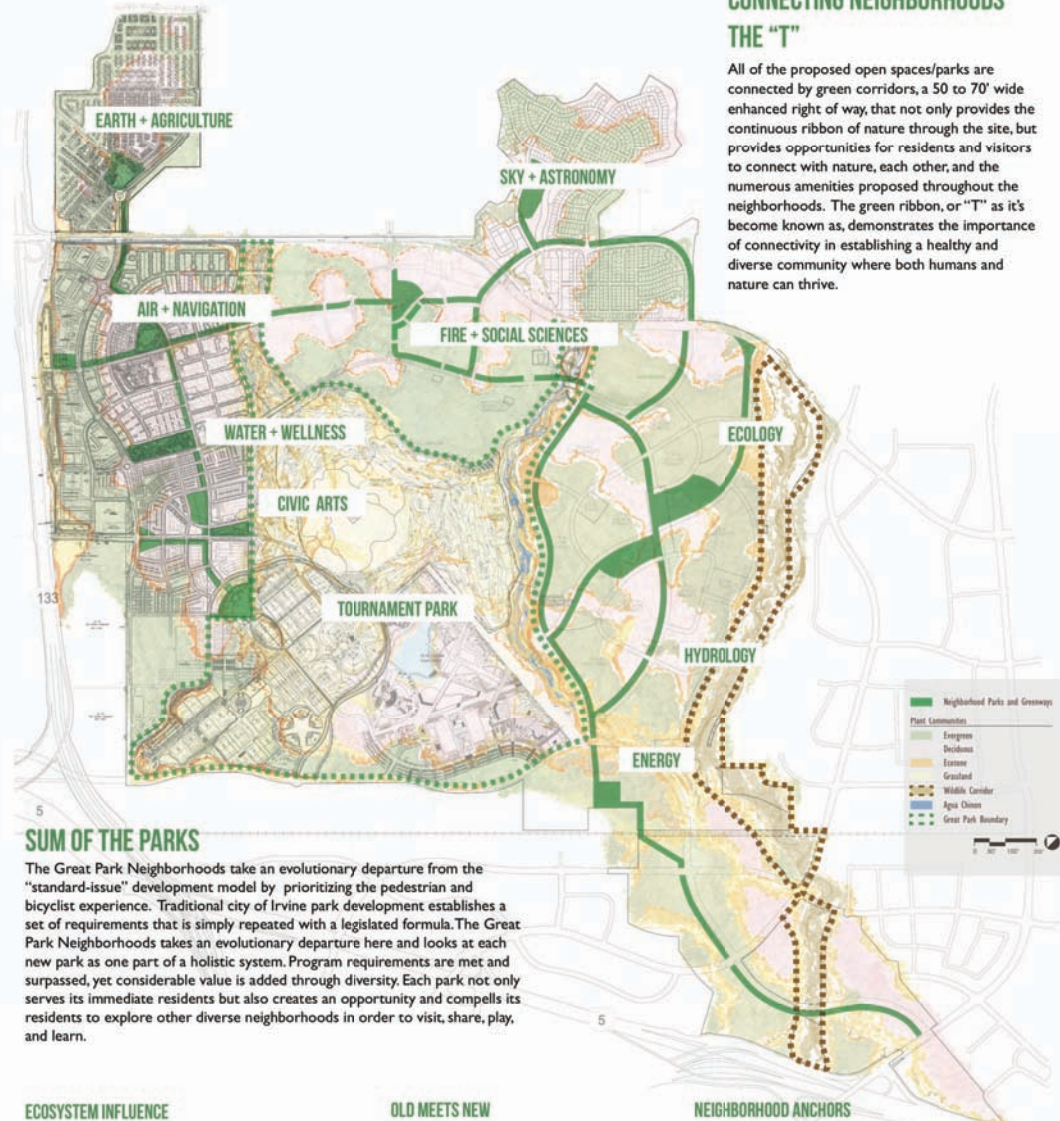 CONNECTING NEIGHBORHOODS
THE “T”
All of the proposed open spaces/parks are
connected by green corridors, a 50 to 70' wide
enhanced right of way, that not only provides the
continuous ribbon of nature through the site, but
provides opportunities for residents and visitors
to connect with nature, each other, and the
numerous amenities proposed throughout the
neighborhoods. The green ribbon, or “T” as it's
become known as, demonstrates the importance
of connectivity in establishing a healthy and
diverse community where both humans and
nature can thrive.
EARTH + AGRICULTURE
SKY + ASTRONOMY
AIR + NAVIGATION
FIRE + SOCIAL SCIENCES
WATER + WELLNESS
ECOLOGY
CIVIC ARTS
133
TOURNAMENT PARK
HYDROLOGY
ENERGY
Neighborhood Parks and Greenways
Plant Communities
Evergreen
Deciduous
Ecotone
Grassland
Wildlife Corridor
Agua Chinon
Great Park Boundary
5
SUM OF THE PARKS
The Great Park Neighborhoods take an evolutionary departure from the
“standard-issue” development model by prioritizing the pedestrian and
bicyclist experience. Traditional city of Irvine park development establishes a
set of requirements that is simply repeated with a legislated formula. The Great
Park Neighborhoods takes an evolutionary departure here and looks at each
new park as one part of a holistic system. Program requirements are met and
surpassed, yet considerable value is added through diversity. Each park not only
serves its immediate residents but also creates an opportunity and compells its
residents to explore other diverse neighborhoods in order to visit, share, play,
and learn.
5
ECOSYSTEM INFLUENCE
OLD MEETS NEW
NEIGHBORHOOD ANCHORS